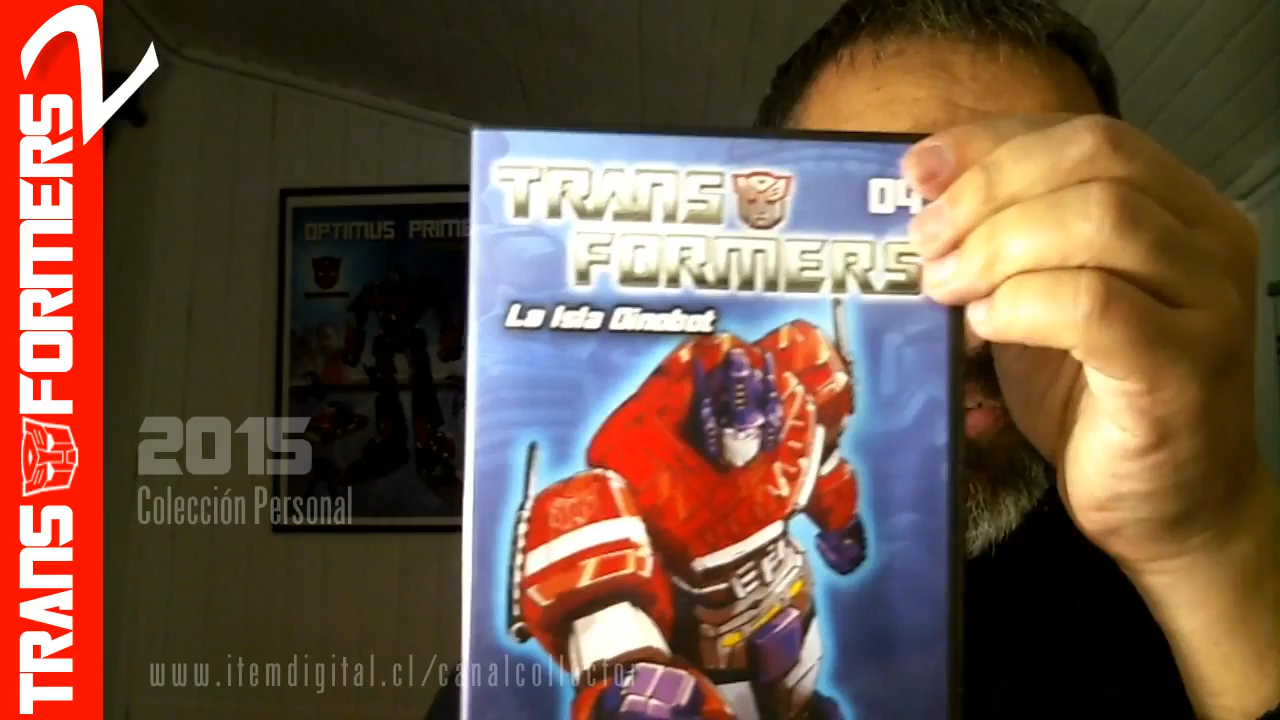 TRANSFORMERS 2
OPTIMUS PRIME
TRANS
04
FORMERS
La Isla Dinobot
2015
Colección Personal
www.itemdigital.cl/canalcollector